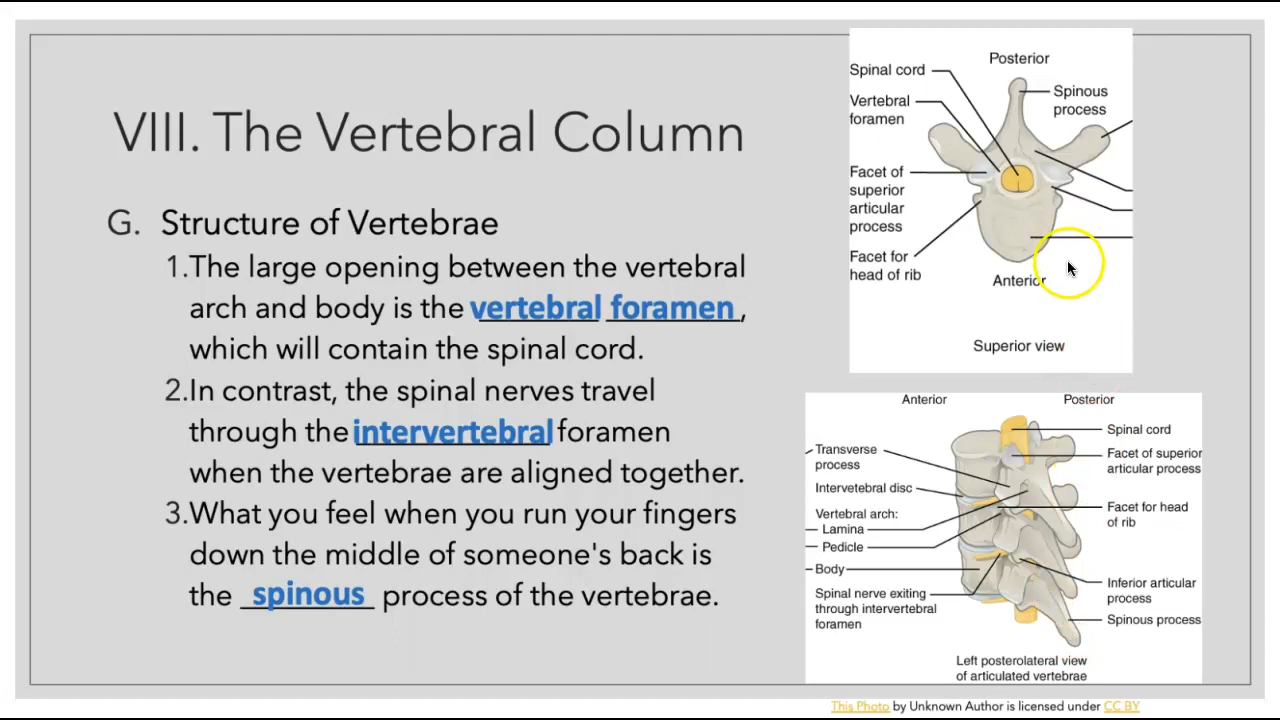 VIII. The Vertebral Column
G. Structure of Vertebrae
1.The large opening between the vertebral
arch and body is the vertebral foramen,
which will contain the spinal cord.
2.In contrast, the spinal nerves travel
through the intervertebral foramen
when the vertebrae are aligned together.
3.What you feel when you run your fingers
down the middle of someone's back is
the spinous process of the vertebrae.
Posterior
Spinal cord
Spinous
process
Vertebral
foramen
Facet of
superior
articular
process
Facet for
head of rib
Anterior
Superior view
Anterior
Posterior
Spinal cord
Transverse
process
Facet of superior
articular process
Intervetebral disc
Vertebral arch:
Lamina
Pedicle
Facet for head
of rib
Body
Spinal nerve exiting
through intervertebral
foramen
Inferior articular
process
Spinous process
Left posterolateral view
of articulated vertebrae
This Photo by Unknown Author is licensed under CC BY